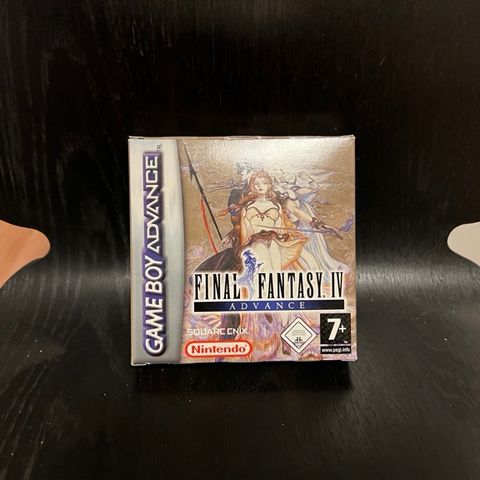 GAME BOY ADVANCE
FINAL FANTASY. IV
ADVANCE
SQUARE ENIX
Nintendo
7+
www.pegi.info